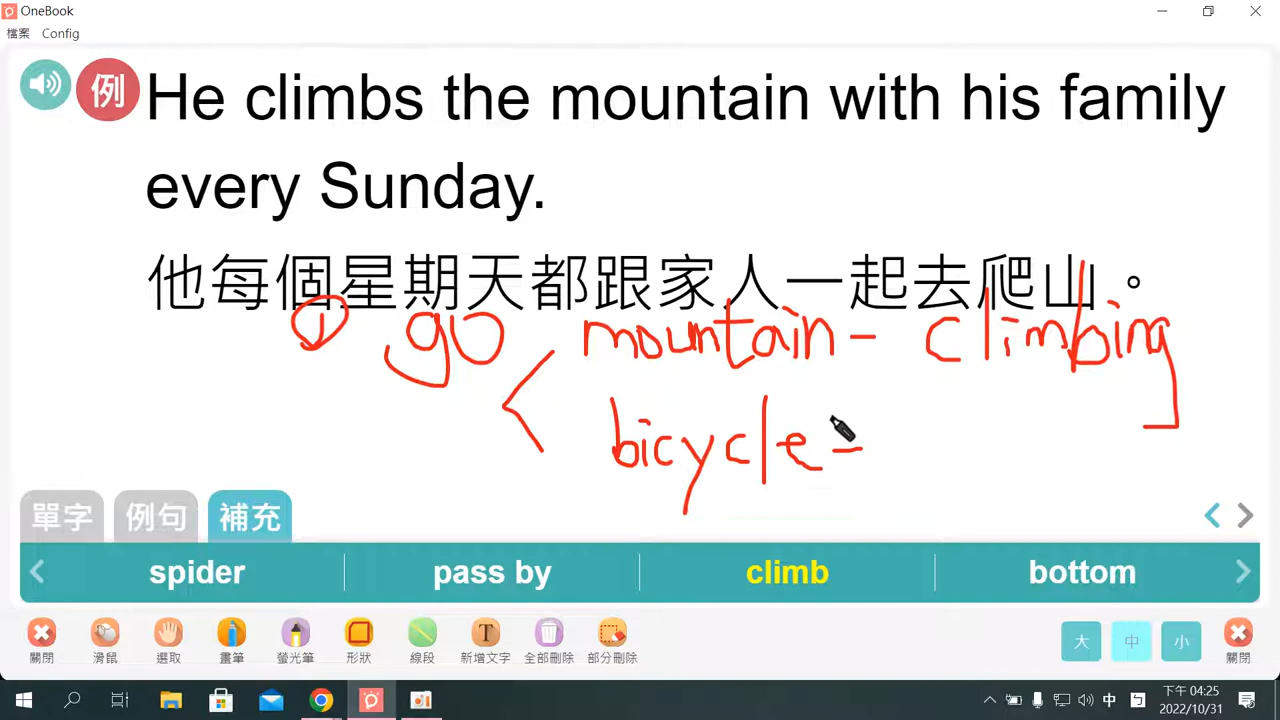 OneBook
檔案 Config
例 He climbs the mountain with his family
every Sunday.
他每個星期天都跟家人一起去爬山。
① go mountain - climbing
bicycle -
單字 例句 補充
spider pass by climb bottom
關閉 滑鼠 選取 畫筆 螢光筆 形狀 線段 新增文字 全部刪除 部分刪除 大 中 小 關閉
中 下午 04:25
2022/10/31